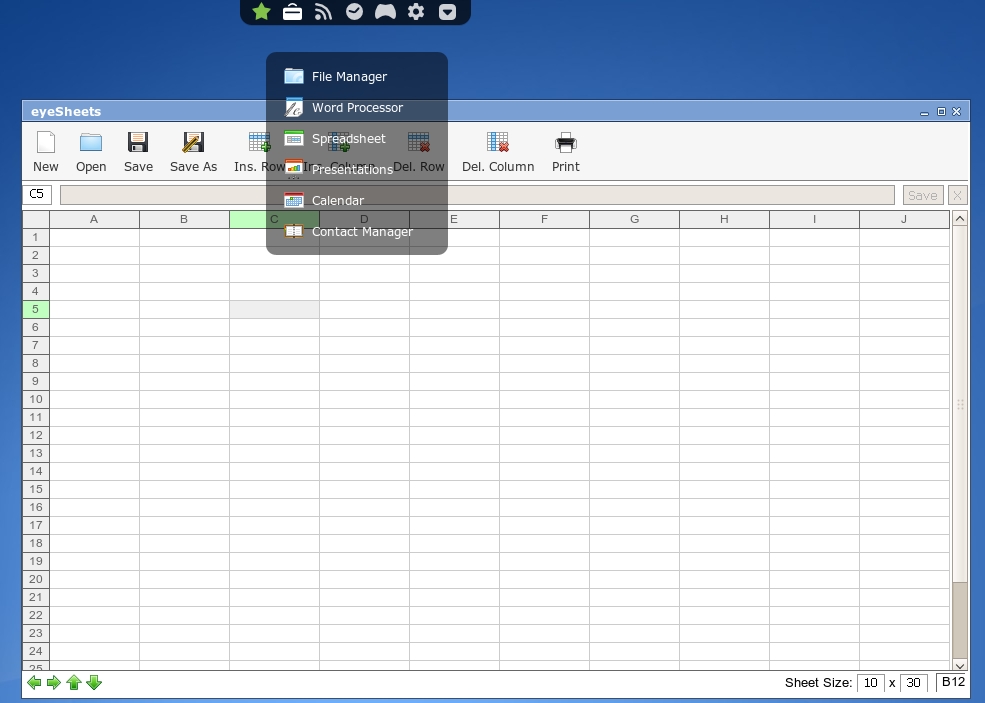 File Manager
eyeSheets
Word Processor
Spreadsheet
New Open Save Save As Ins. Row Ins. Column Del. Row Del. Column Print
Presentations
C5 Save X
Calendar
A B C D E F G H I J
Contact Manager
1
2
3
4
5
6
7
8
9
10
11
12
13
14
15
16
17
18
19
20
21
22
23
24
25
Sheet Size: 10 x 30 B12